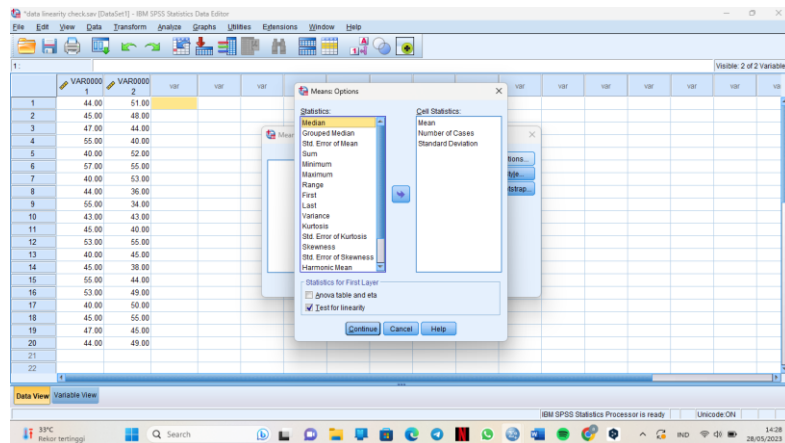 *data linearity check.sav [DataSet1] - IBM SPSS Statistics Data Editor
File Edit View Data Transform Analyze Graphs Utilities Extensions Window Help
1 :
Visible: 2 of 2 Variable
VAR00001 VAR00002 var var var var var var var var var
1 44.00 51.00
2 45.00 48.00
3 47.00 44.00
4 55.00 40.00
5 40.00 52.00
6 57.00 55.00
7 40.00 53.00
8 44.00 36.00
9 55.00 34.00
10 43.00 43.00
11 45.00 40.00
12 53.00 55.00
13 40.00 45.00
14 45.00 38.00
15 55.00 44.00
16 53.00 49.00
17 40.00 50.00
18 45.00 55.00
19 47.00 45.00
20 44.00 49.00
21
22
Means: Options
Statistics:
Median
Grouped Median
Std. Error of Mean
Sum
Minimum
Maximum
Range
First
Last
Variance
Kurtosis
Std. Error of Kurtosis
Skewness
Std. Error of Skewness
Harmonic Mean
Cell Statistics:
Mean
Number of Cases
Standard Deviation
Statistics for First Layer
Anova table and eta
Test for linearity
Continue Cancel Help
Data View Variable View
IBM SPSS Statistics Processor is ready Unicode:ON
33°C
Rekor tertinggi
Search
IND
14:28
28/05/2023